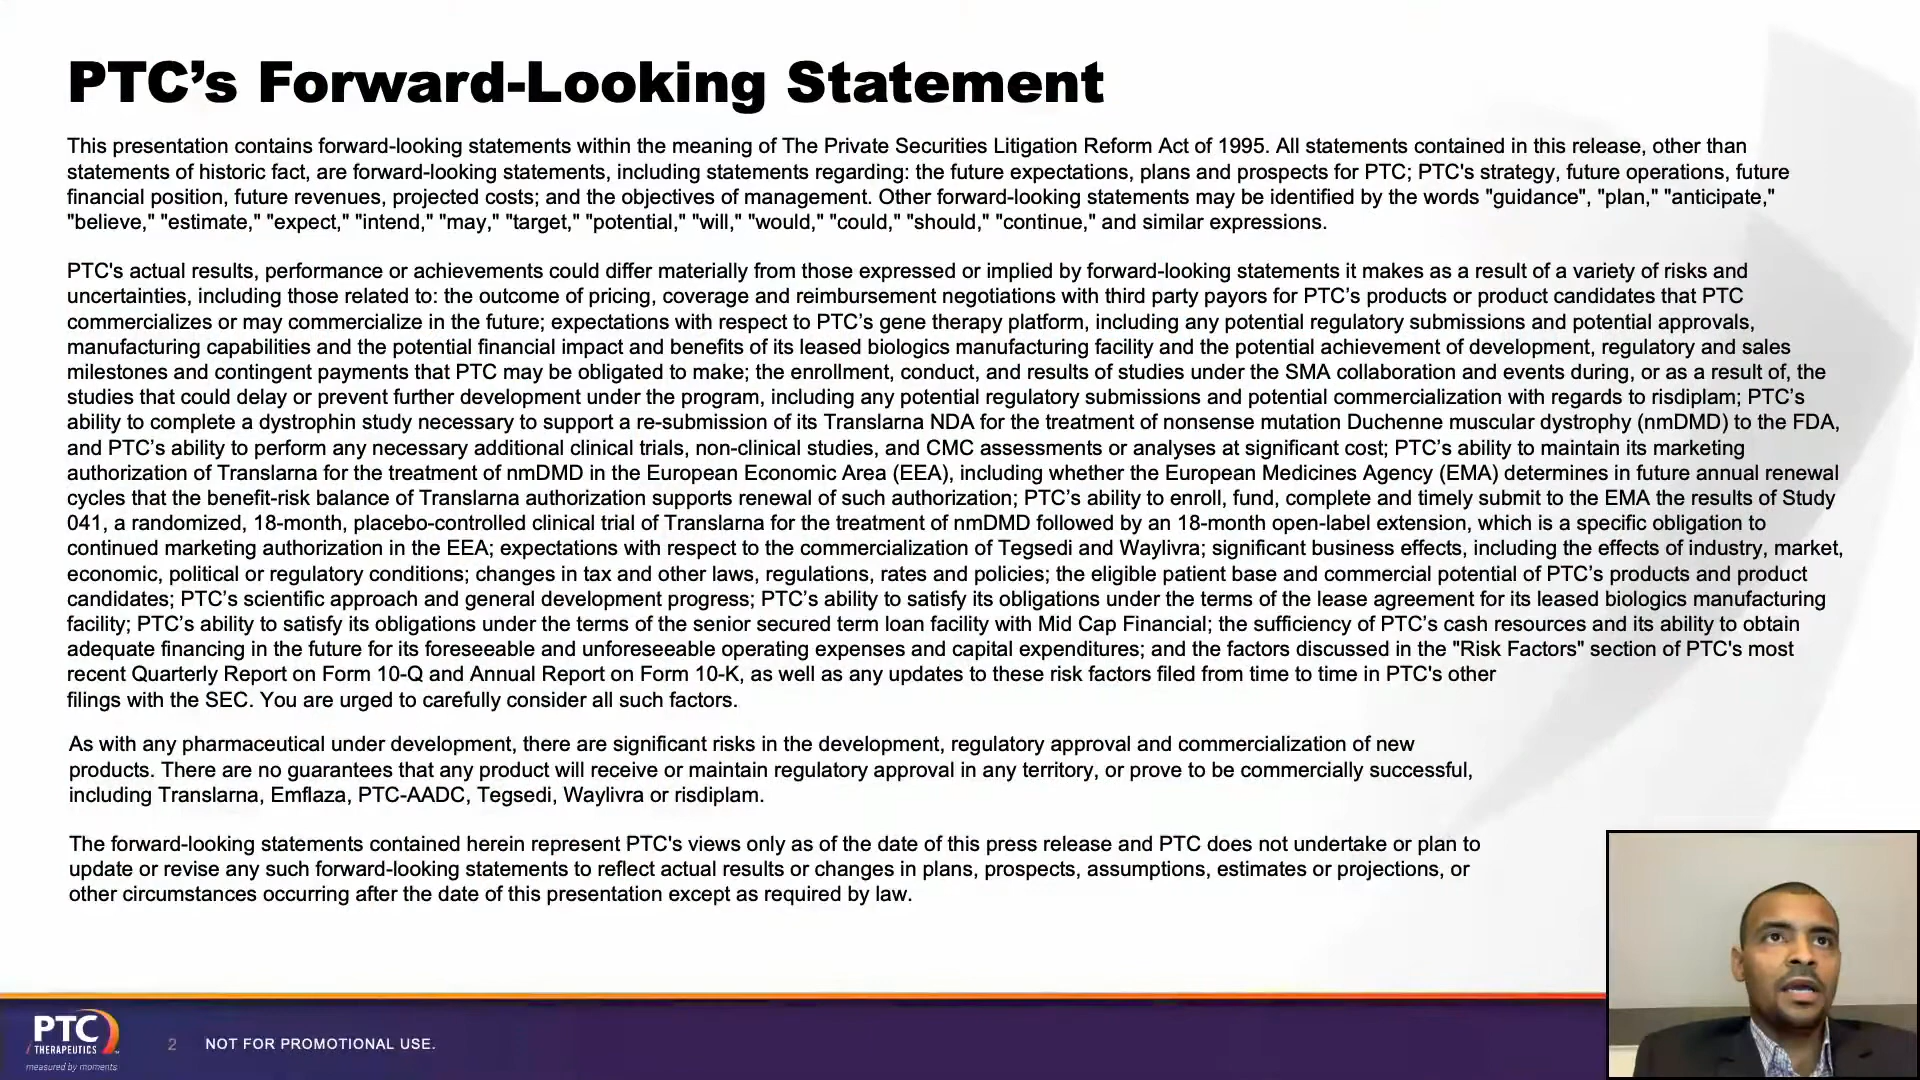 PTC’s Forward-Looking Statement
This presentation contains forward-looking statements within the meaning of The Private Securities Litigation Reform Act of 1995. All statements contained in this release, other than
statements of historic fact, are forward-looking statements, including statements regarding: the future expectations, plans and prospects for PTC; PTC's strategy, future operations, future
financial position, future revenues, projected costs; and the objectives of management. Other forward-looking statements may be identified by the words "guidance", "plan," "anticipate,"
"believe," "estimate," "expect," "intend," "may," "target," "potential," "will," "would," "could," "should," "continue," and similar expressions.
PTC's actual results, performance or achievements could differ materially from those expressed or implied by forward-looking statements it makes as a result of a variety of risks and
uncertainties, including those related to: the outcome of pricing, coverage and reimbursement negotiations with third party payors for PTC’s products or product candidates that PTC
commercializes or may commercialize in the future; expectations with respect to PTC’s gene therapy platform, including any potential regulatory submissions and potential approvals,
manufacturing capabilities and the potential financial impact and benefits of its leased biologics manufacturing facility and the potential achievement of development, regulatory and sales
milestones and contingent payments that PTC may be obligated to make; the enrollment, conduct, and results of studies under the SMA collaboration and events during, or as a result of, the
studies that could delay or prevent further development under the program, including any potential regulatory submissions and potential commercialization with regards to risdiplam; PTC’s
ability to complete a dystrophin study necessary to support a re-submission of its Translarna NDA for the treatment of nonsense mutation Duchenne muscular dystrophy (nmDMD) to the FDA,
and PTC’s ability to perform any necessary additional clinical trials, non-clinical studies, and CMC assessments or analyses at significant cost; PTC’s ability to maintain its marketing
authorization of Translarna for the treatment of nmDMD in the European Economic Area (EEA), including whether the European Medicines Agency (EMA) determines in future annual renewal
cycles that the benefit-risk balance of Translarna authorization supports renewal of such authorization; PTC’s ability to enroll, fund, complete and timely submit to the EMA the results of Study
041, a randomized, 18-month, placebo-controlled clinical trial of Translarna for the treatment of nmDMD followed by an 18-month open-label extension, which is a specific obligation to
continued marketing authorization in the EEA; expectations with respect to the commercialization of Tegsedi and Waylivra; significant business effects, including the effects of industry, market,
economic, political or regulatory conditions; changes in tax and other laws, regulations, rates and policies; the eligible patient base and commercial potential of PTC’s products and product
candidates; PTC’s scientific approach and general development progress; PTC’s ability to satisfy its obligations under the terms of the lease agreement for its leased biologics manufacturing
facility; PTC’s ability to satisfy its obligations under the terms of the senior secured term loan facility with Mid Cap Financial; the sufficiency of PTC’s cash resources and its ability to obtain
adequate financing in the future for its foreseeable and unforeseeable operating expenses and capital expenditures; and the factors discussed in the "Risk Factors" section of PTC's most
recent Quarterly Report on Form 10-Q and Annual Report on Form 10-K, as well as any updates to these risk factors filed from time to time in PTC's other
filings with the SEC. You are urged to carefully consider all such factors.
As with any pharmaceutical under development, there are significant risks in the development, regulatory approval and commercialization of new
products. There are no guarantees that any product will receive or maintain regulatory approval in any territory, or prove to be commercially successful,
including Translarna, Emflaza, PTC-AADC, Tegsedi, Waylivra or risdiplam.
The forward-looking statements contained herein represent PTC's views only as of the date of this press release and PTC does not undertake or plan to
update or revise any such forward-looking statements to reflect actual results or changes in plans, prospects, assumptions, estimates or projections, or
other circumstances occurring after the date of this presentation except as required by law.
PTC
THERAPEUTICS
measured by moments
2
NOT FOR PROMOTIONAL USE.